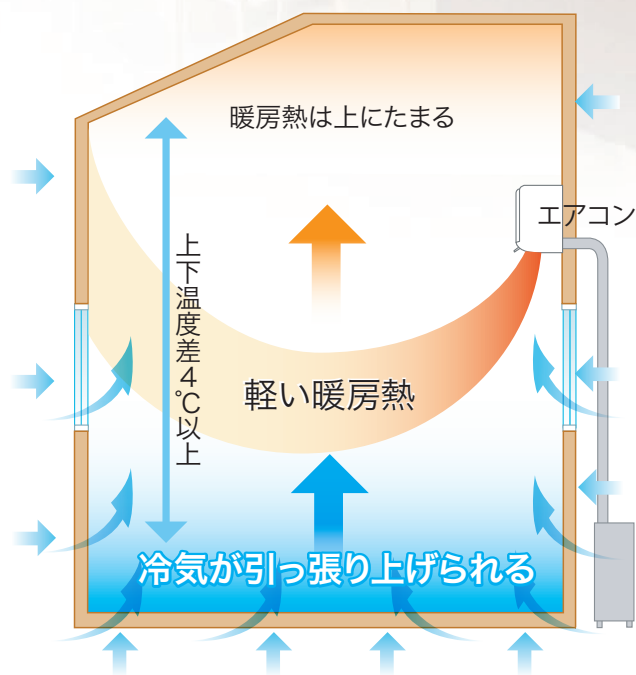 暖房熱は上にたまる
エアコン
上下温度差4℃以上
軽い暖房熱
冷気が引っ張り上げられる